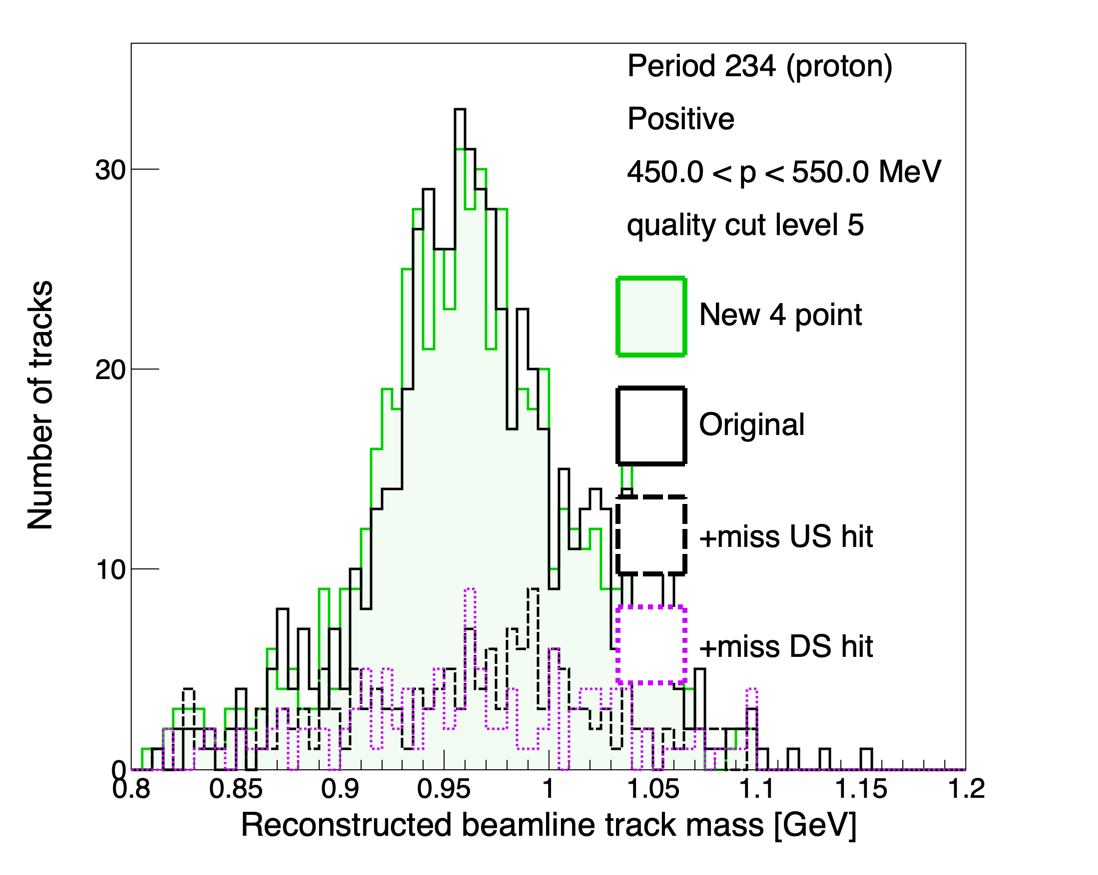 Period 234 (proton)
Positive
450.0 < p < 550.0 MeV
quality cut level 5
New 4 point
Original
+miss US hit
+miss DS hit
Number of tracks
30
20
10
0
0.8 0.85 0.9 0.95 1 1.05 1.1 1.15 1.2
Reconstructed beamline track mass [GeV]